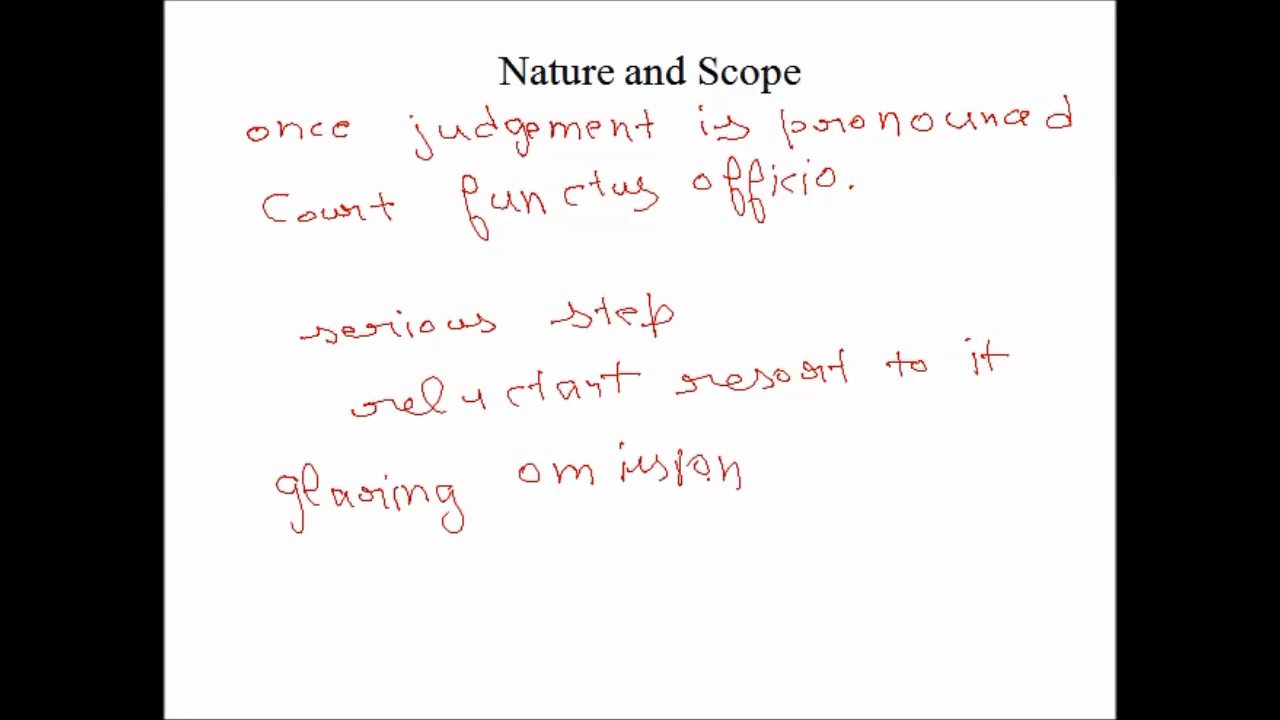 Nature and Scope
once judgement is pronounced
Court functus officio.
serious step
reluctant resort to it
glaring omission